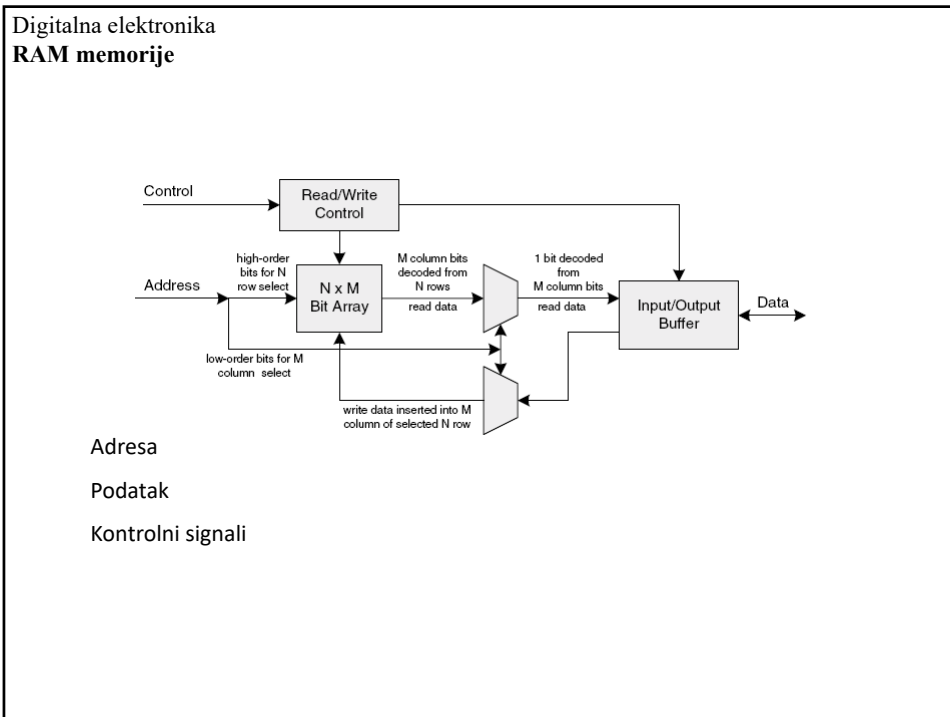 Digitalna elektronika
RAM memorije
Control
Read/Write
Control
Address
high-order
bits for N
row select
N x M
Bit Array
M column bits
decoded from
N rows
read data
1 bit decoded
from
M column bits
read data
Input/Output
Buffer
Data
low-order bits for M
column select
write data inserted into M
column of selected N row
Adresa
Podatak
Kontrolni signali